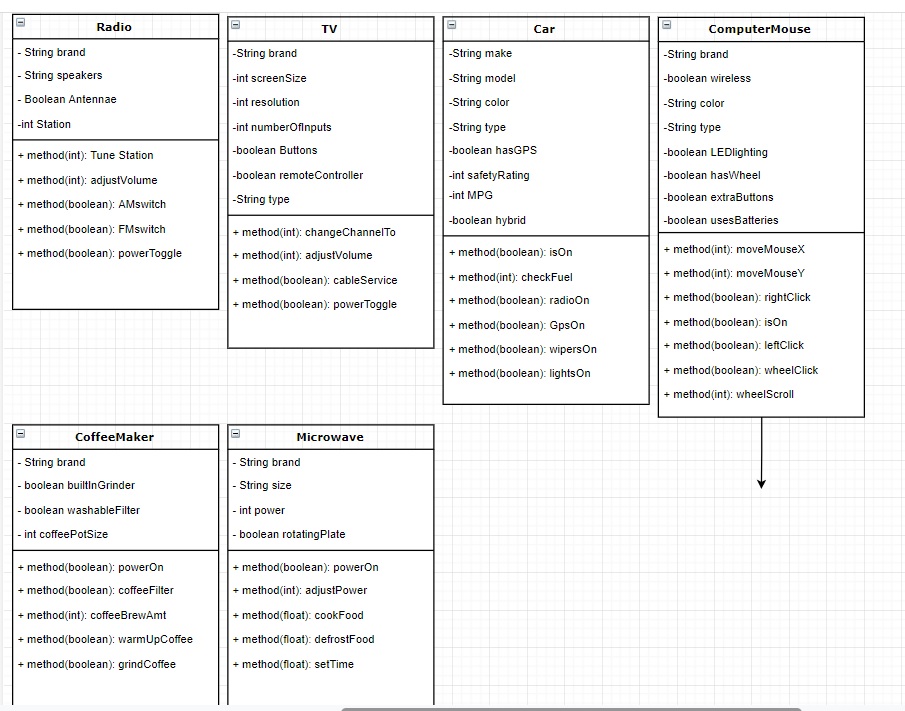 Radio
- String brand
- String speakers
- Boolean Antennae
-int Station
+ method(int): Tune Station
+ method(int): adjustVolume
+ method(boolean): AMswitch
+ method(boolean): FMswitch
+ method(boolean): powerToggle
TV
-String brand
-int screenSize
-int resolution
-int numberOfInputs
-boolean Buttons
-boolean remoteController
-String type
+ method(int): changeChannelTo
+ method(int): adjustVolume
+ method(boolean): cableService
+ method(boolean): powerToggle
Car
-String make
-String model
-String color
-String type
-boolean hasGPS
-int safetyRating
-int MPG
-boolean hybrid
+ method(boolean): isOn
+ method(int): checkFuel
+ method(boolean): radioOn
+ method(boolean): GpsOn
+ method(boolean): wipersOn
+ method(boolean): lightsOn
ComputerMouse
-String brand
-boolean wireless
-String color
-String type
-boolean LEDlighting
-boolean hasWheel
-boolean extraButtons
-boolean usesBatteries
+ method(int): moveMouseX
+ method(int): moveMouseY
+ method(boolean): rightClick
+ method(boolean): isOn
+ method(boolean): leftClick
+ method(boolean): wheelClick
+ method(int): wheelScroll
CoffeeMaker
- String brand
- boolean builtInGrinder
- boolean washableFilter
- int coffeePotSize
+ method(boolean): powerOn
+ method(boolean): coffeeFilter
+ method(int): coffeeBrewAmt
+ method(boolean): warmUpCoffee
+ method(boolean): grindCoffee
Microwave
- String brand
- String size
- int power
- boolean rotatingPlate
+ method(boolean): powerOn
+ method(int): adjustPower
+ method(float): cookFood
+ method(float): defrostFood
+ method(float): setTime